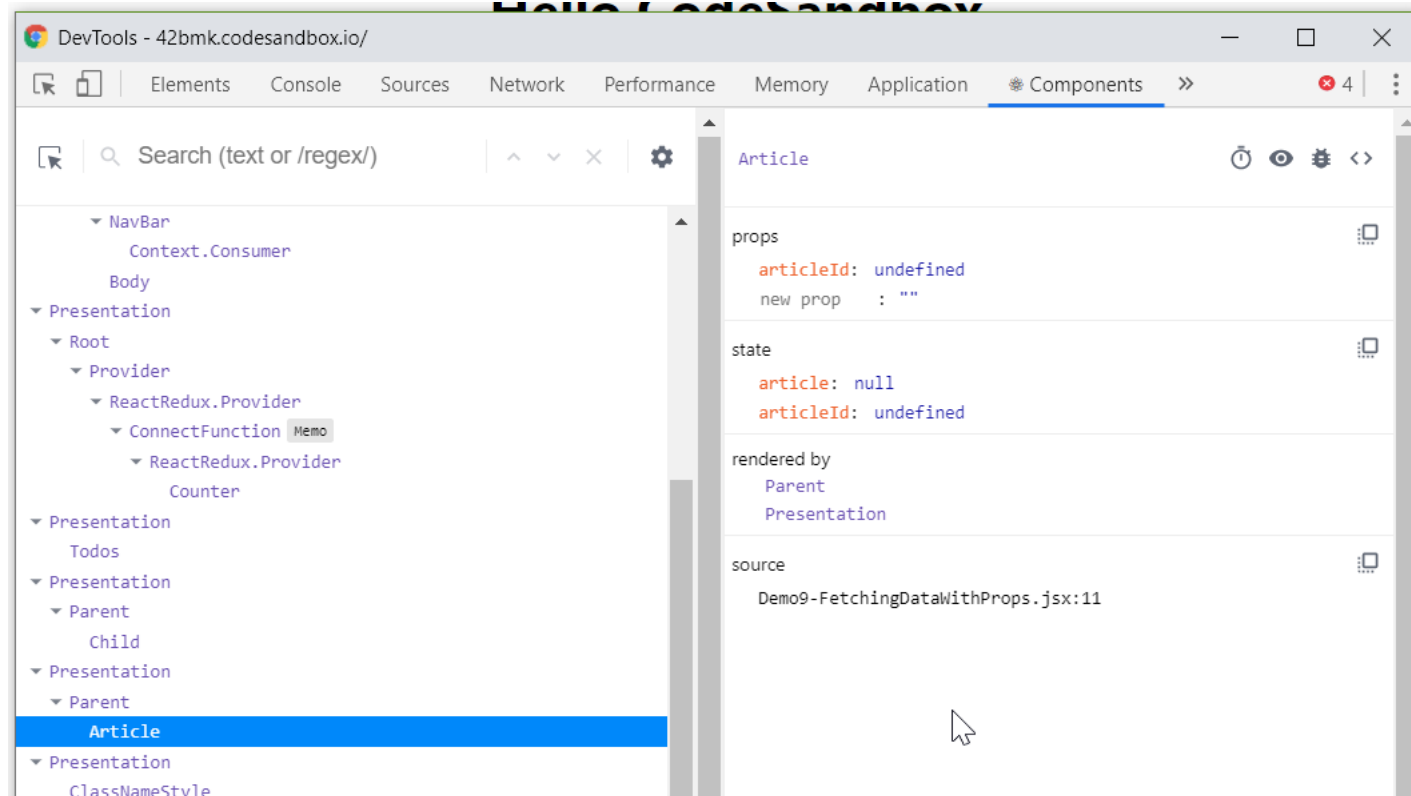 Hello CodeSandbox
DevTools - 42bmk.codesandbox.io/
Elements Console Sources Network Performance Memory Application Components 4
Search (text or /regex/)
NavBar
Context.Consumer
Body
Presentation
Root
Provider
ReactRedux.Provider
ConnectFunction Memo
ReactRedux.Provider
Counter
Presentation
Todos
Presentation
Parent
Child
Presentation
Parent
Article
Presentation
ClassNameStyle
Article
props
articleId: undefined
new prop : ""
state
article: null
articleId: undefined
rendered by
Parent
Presentation
source
Demo9-FetchingDataWithProps.jsx:11